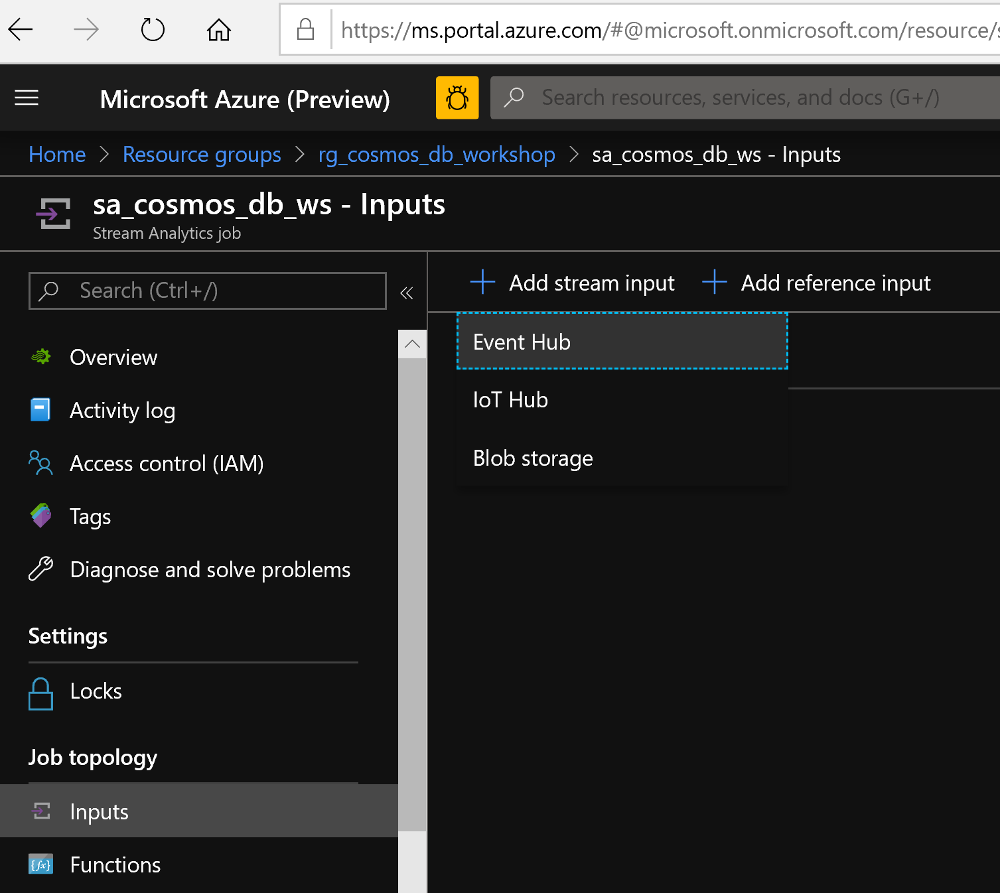 https://ms.portal.azure.com/#@microsoft.onmicrosoft.com/resource/
Microsoft Azure (Preview)
Search resources, services, and docs (G+/)
Home > Resource groups > rg_cosmos_db_workshop > sa_cosmos_db_ws - Inputs
sa_cosmos_db_ws - Inputs
Stream Analytics job
Search (Ctrl+/)
«
Overview
Activity log
Access control (IAM)
Tags
Diagnose and solve problems
Settings
Locks
Job topology
Inputs
{fx}
Functions
+ Add stream input + Add reference input
Event Hub
IoT Hub
Blob storage